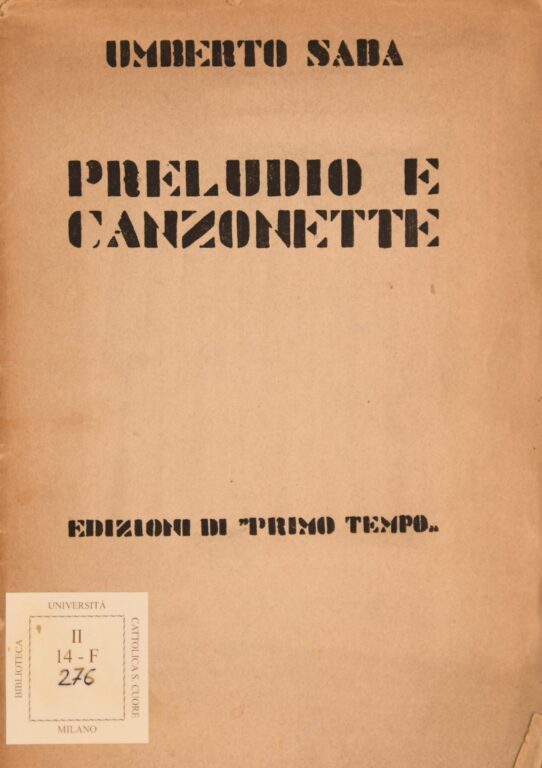 UMBERTO SABA
PRELUDIO E
CANZONETTE
EDIZIONI DI "PRIMO TEMPO„
UNIVERSITÀ
BIBLIOTECA
II
14 - F
276
CATTOLICA S. CUORE
MILANO